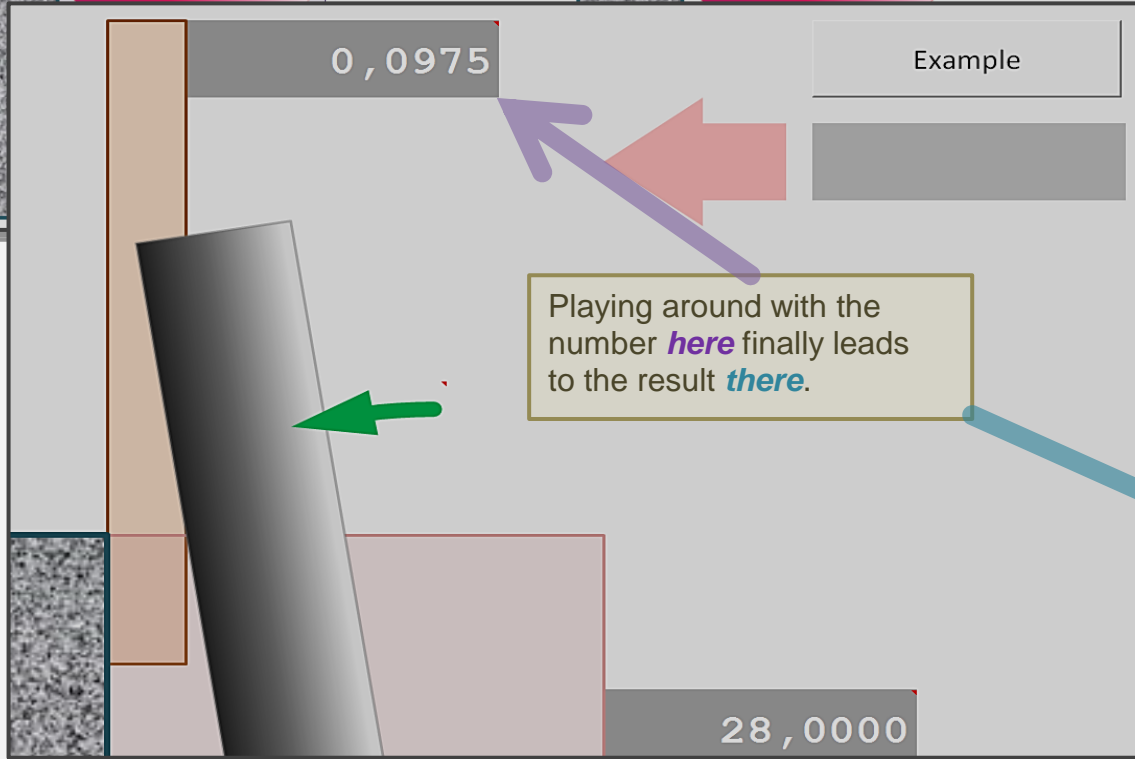 0,0975
Example
Playing around with the
number here finally leads
to the result there.
28,0000